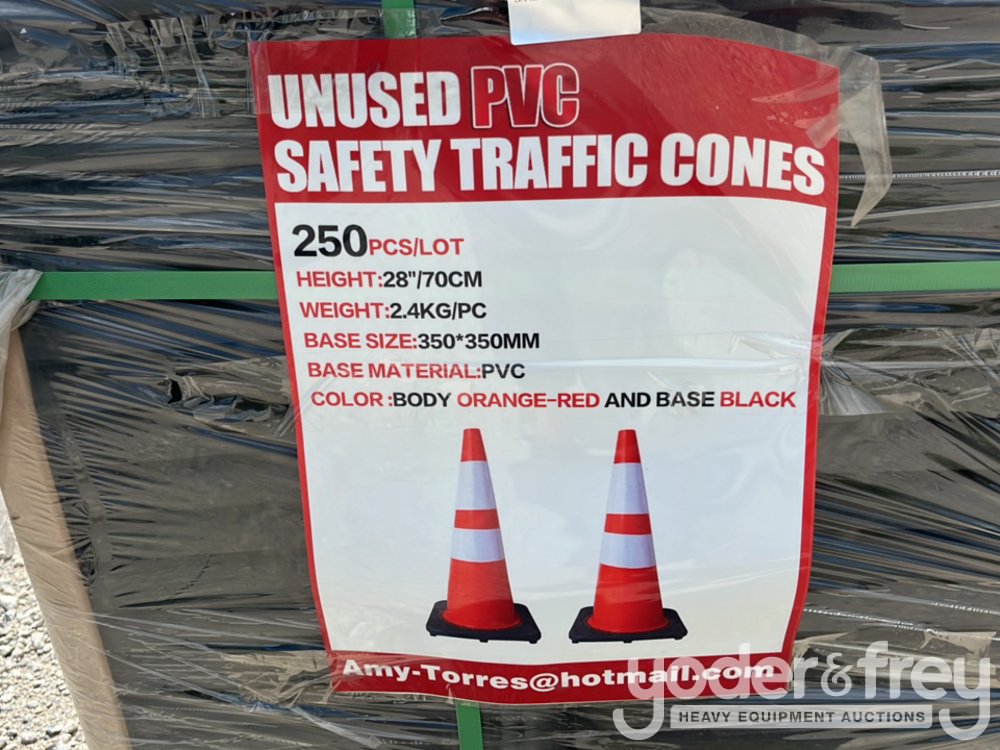 UNUSED PVC
SAFETY TRAFFIC CONES
250PCS/LOT
HEIGHT:28"/70CM
WEIGHT:2.4KG/PC
BASE SIZE:350*350MM
BASE MATERIAL:PVC
COLOR :BODY ORANGE-RED AND BASE BLACK
Amy-Torres@hotmail.com
yoder&frey
HEAVY EQUIPMENT AUCTIONS